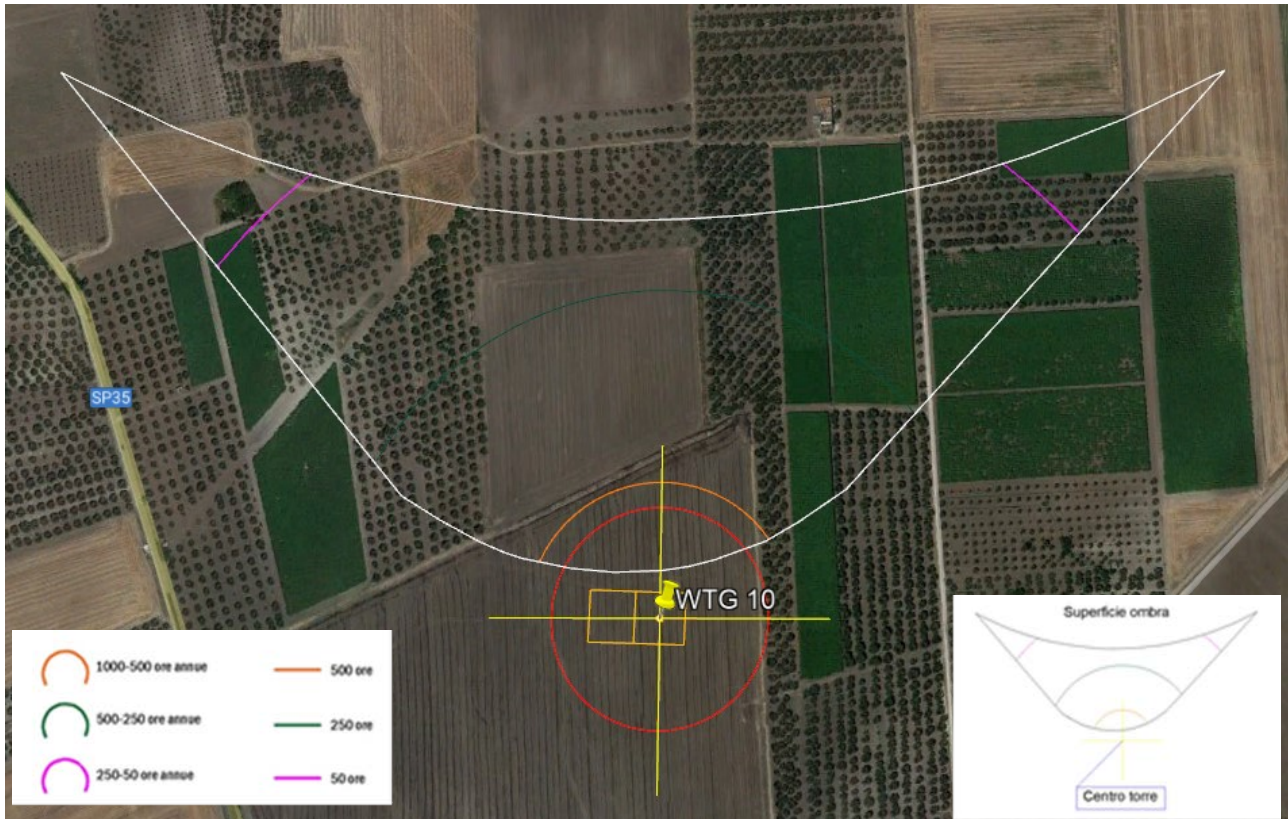 SP35
WTG 10
1000-500 ore annue
500 ore
500-250 ore annue
250 ore
250-50 ore annue
50 ore
Superficie ombra
Centro torre